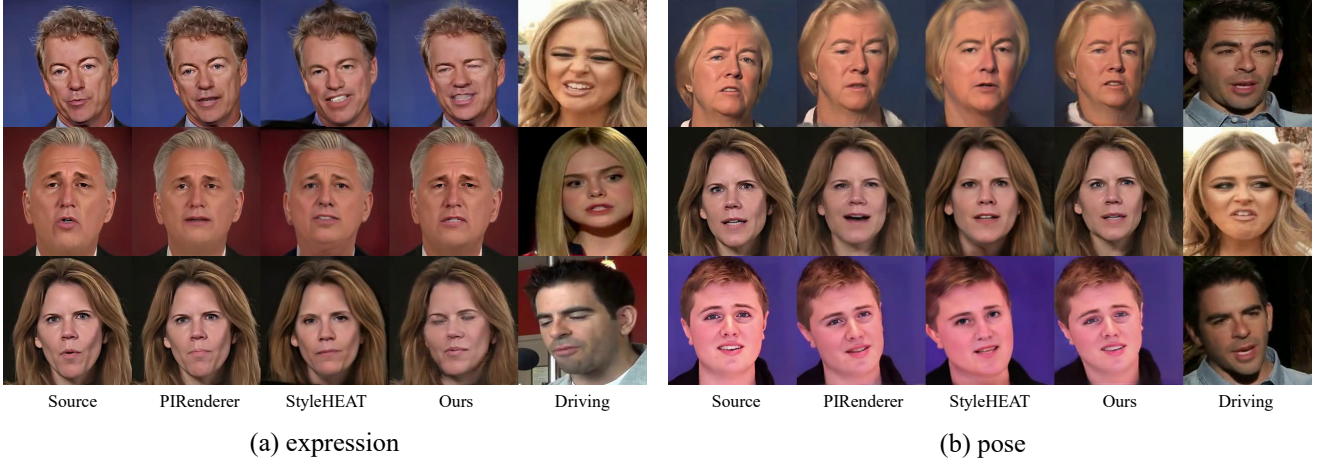 Source PIRenderer StyleHEAT Ours Driving Source PIRenderer StyleHEAT Ours Driving
(a) expression (b) pose